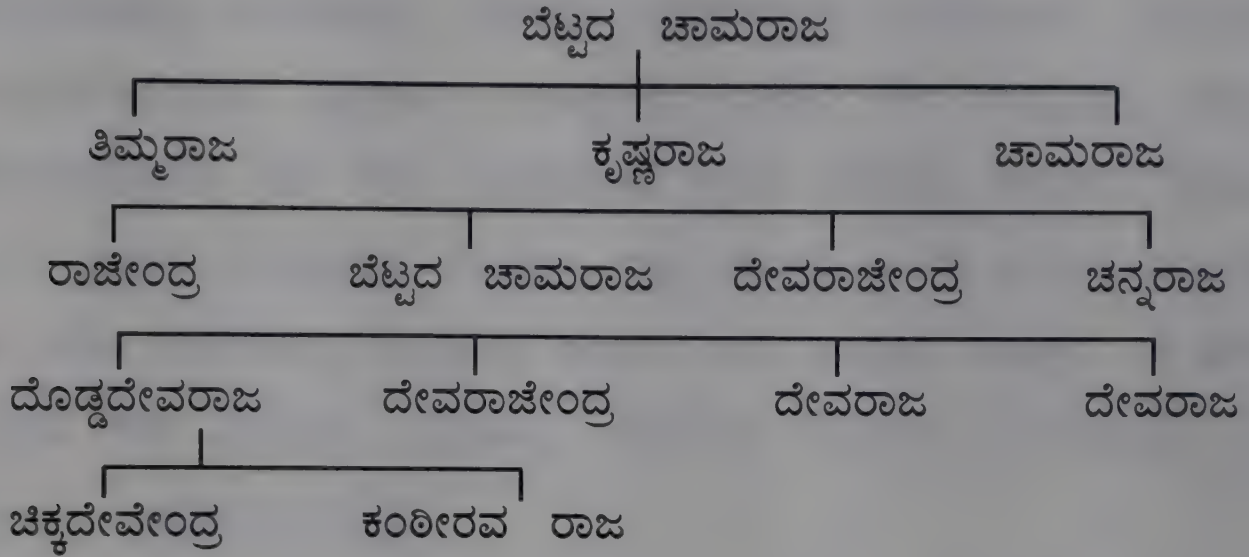 ಬೆಟ್ಟದ ಚಾಮರಾಜ
ತಿಮ್ಮರಾಜ ಕೃಷ್ಣರಾಜ ಚಾಮರಾಜ
ರಾಜೇಂದ್ರ ಬೆಟ್ಟದ ಚಾಮರಾಜ ದೇವರಾಜೇಂದ್ರ ಚನ್ನರಾಜ
ದೊಡ್ಡದೇವರಾಜ ದೇವರಾಜೇಂದ್ರ ದೇವರಾಜ ದೇವರಾಜ
ಚಿಕ್ಕದೇವೇಂದ್ರ ಕಂಠೀರವ ರಾಜ